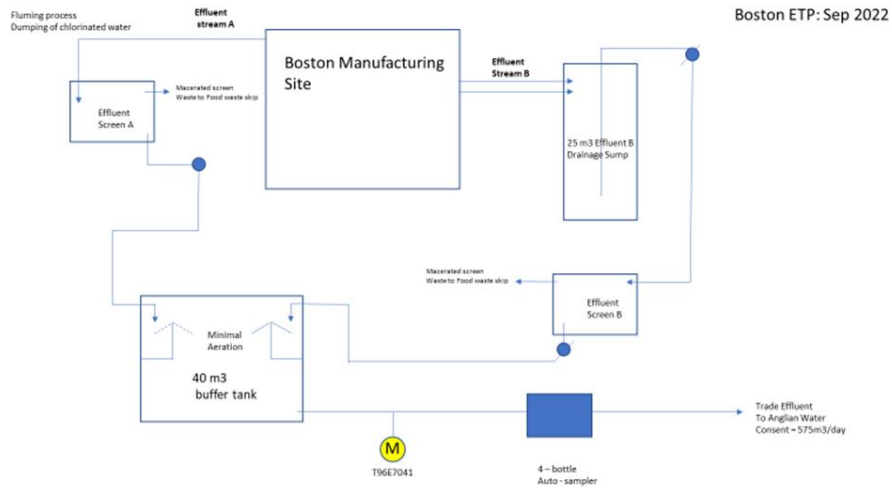 Boston ETP: Sep 2022
Fluming process
Dumping of chlorinated water
Effluent
stream A
Boston Manufacturing
Site
Effluent
Stream B
Macerated screen
Waste to Food waste skip
Effluent
Screen A
25 m3 Effluent B
Drainage Sump
Macerated screen
Waste to Food waste skip
Effluent
Screen B
Minimal
Aeration
40 m3
buffer tank
Trade Effluent
To Anglian Water
Consent = 575m3/day
M
T96E7041
4 – bottle
Auto - sampler